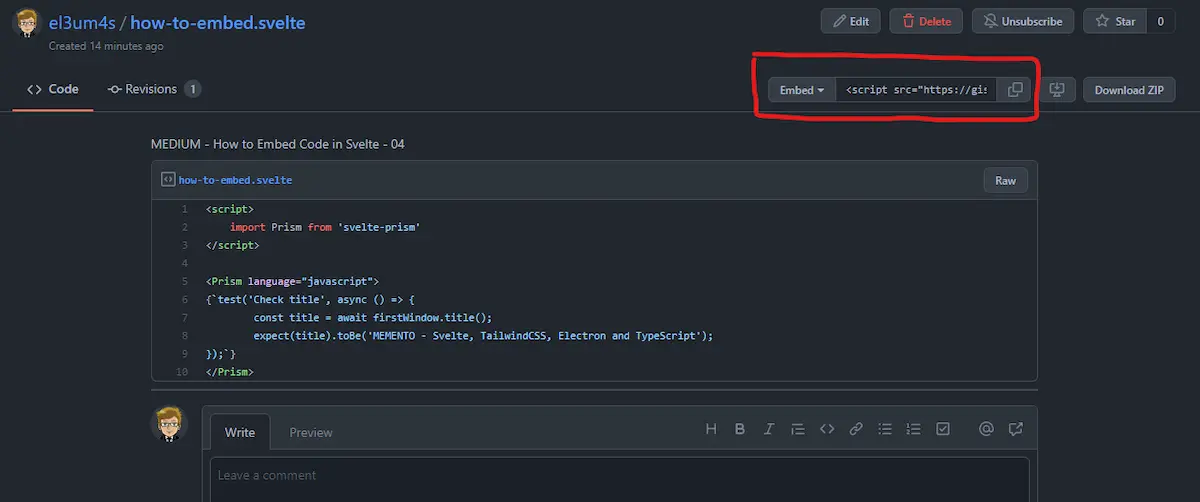 el3um4s / how-to-embed.svelte
Edit
Delete
Unsubscribe
Star
0
Created 14 minutes ago
Code
Revisions 1
Embed
<script src="https://gis
Download ZIP
MEDIUM - How to Embed Code in Svelte - 04
how-to-embed.svelte
Raw
1 <script>
2 import Prism from 'svelte-prism'
3 </script>
4
5 <Prism language="javascript">
6 {`test('Check title', async () => {
7 const title = await firstWindow.title();
8 expect(title).toBe('MEMENTO - Svelte, TailwindCSS, Electron and TypeScript');
9 });`}
10 </Prism>
Write
Preview
Leave a comment